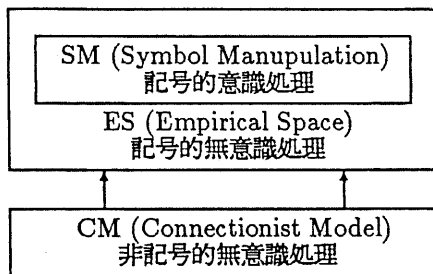 SM (Symbol Manupulation)
記号的意識処理
ES (Empirical Space)
記号的無意識処理
CM (Connectionist Model)
非記号的無意識処理